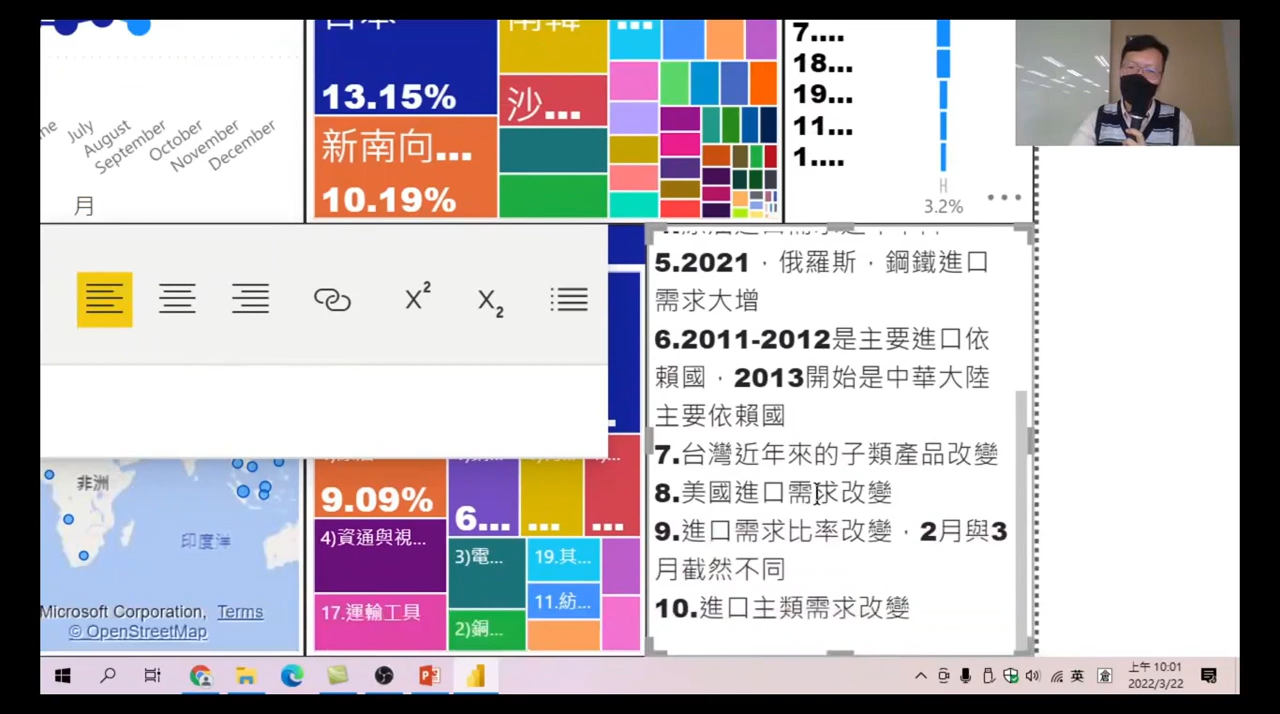 July
August
September
October
November
December
月
13.15%
新南向...
10.19%
沙...
7....
18...
19...
11...
1....
3.2%
X2
X2
5.2021，俄羅斯，鋼鐵進口
需求大增
6.2011-2012是主要進口依
賴國，2013開始是中華大陸
主要依賴國
7.台灣近年來的子類產品改變
8.美國進口需求改變
9.進口需求比率改變，2月與3
月截然不同
10.進口主類需求改變
非洲
印度洋
Microsoft Corporation, Terms
© OpenStreetMap
9.09%
6...
...
...
4)資通與視...
3)電...
19.其...
11.紡...
17.運輸工具
2)銅...
英
倉
上午 10:01
2022/3/22